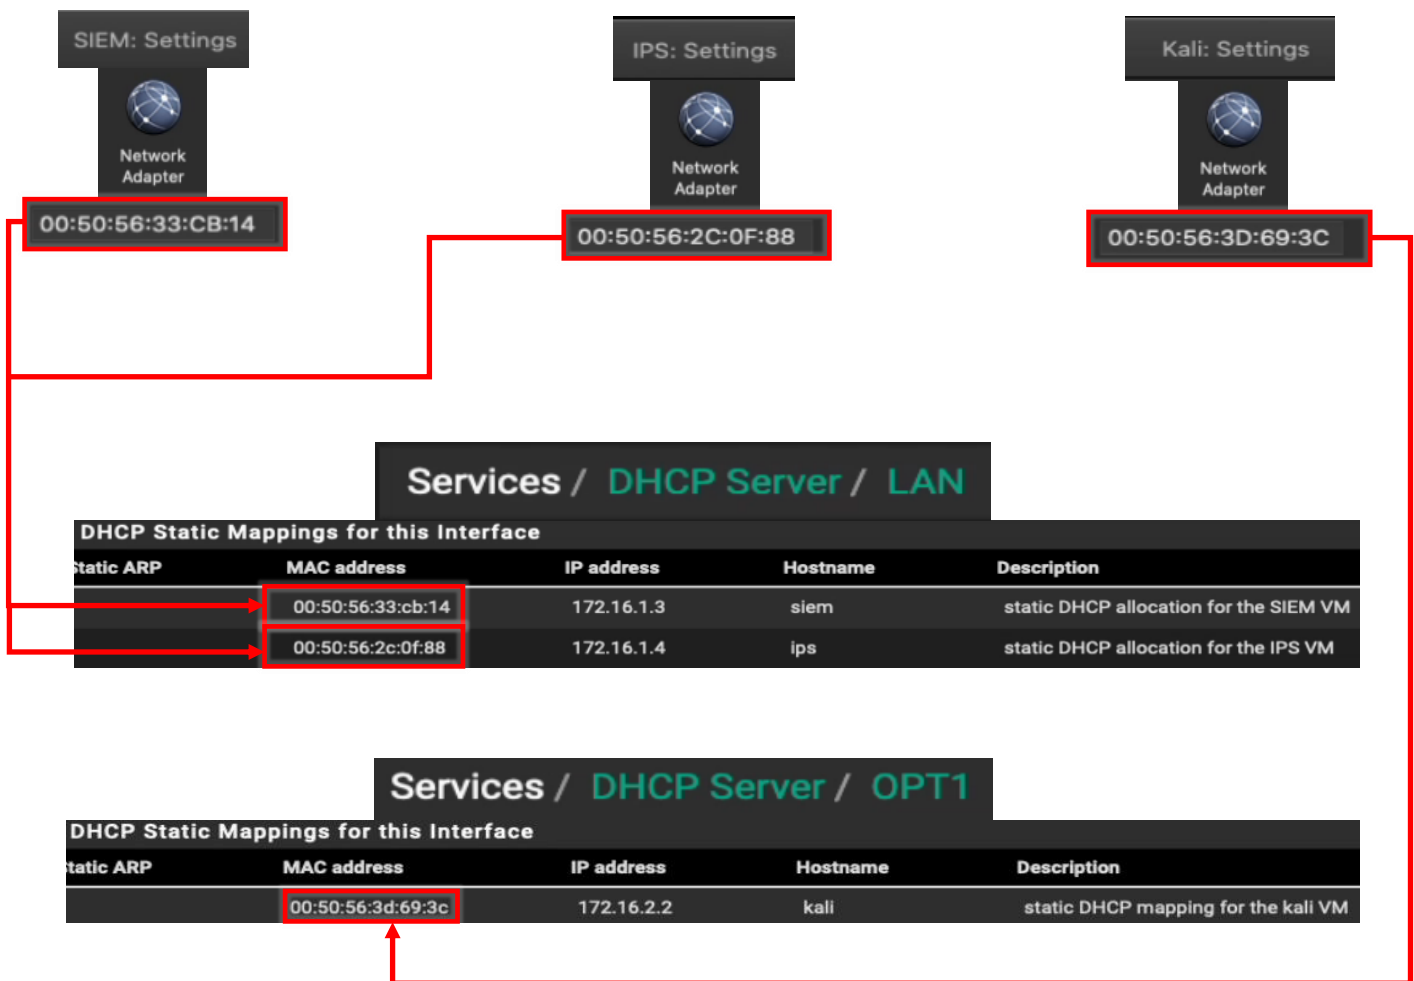 SIEM: Settings
Network
Adapter
00:50:56:33:CB:14
IPS: Settings
Network
Adapter
00:50:56:2C:0F:88
Kali: Settings
Network
Adapter
00:50:56:3D:69:3C
Services / DHCP Server / LAN
DHCP Static Mappings for this Interface
Static ARP MAC address IP address Hostname Description
00:50:56:33:cb:14 172.16.1.3 siem static DHCP allocation for the SIEM VM
00:50:56:2c:0f:88 172.16.1.4 ips static DHCP allocation for the IPS VM
Services / DHCP Server / OPT1
DHCP Static Mappings for this Interface
Static ARP MAC address IP address Hostname Description
00:50:56:3d:69:3c 172.16.2.2 kali static DHCP mapping for the kali VM